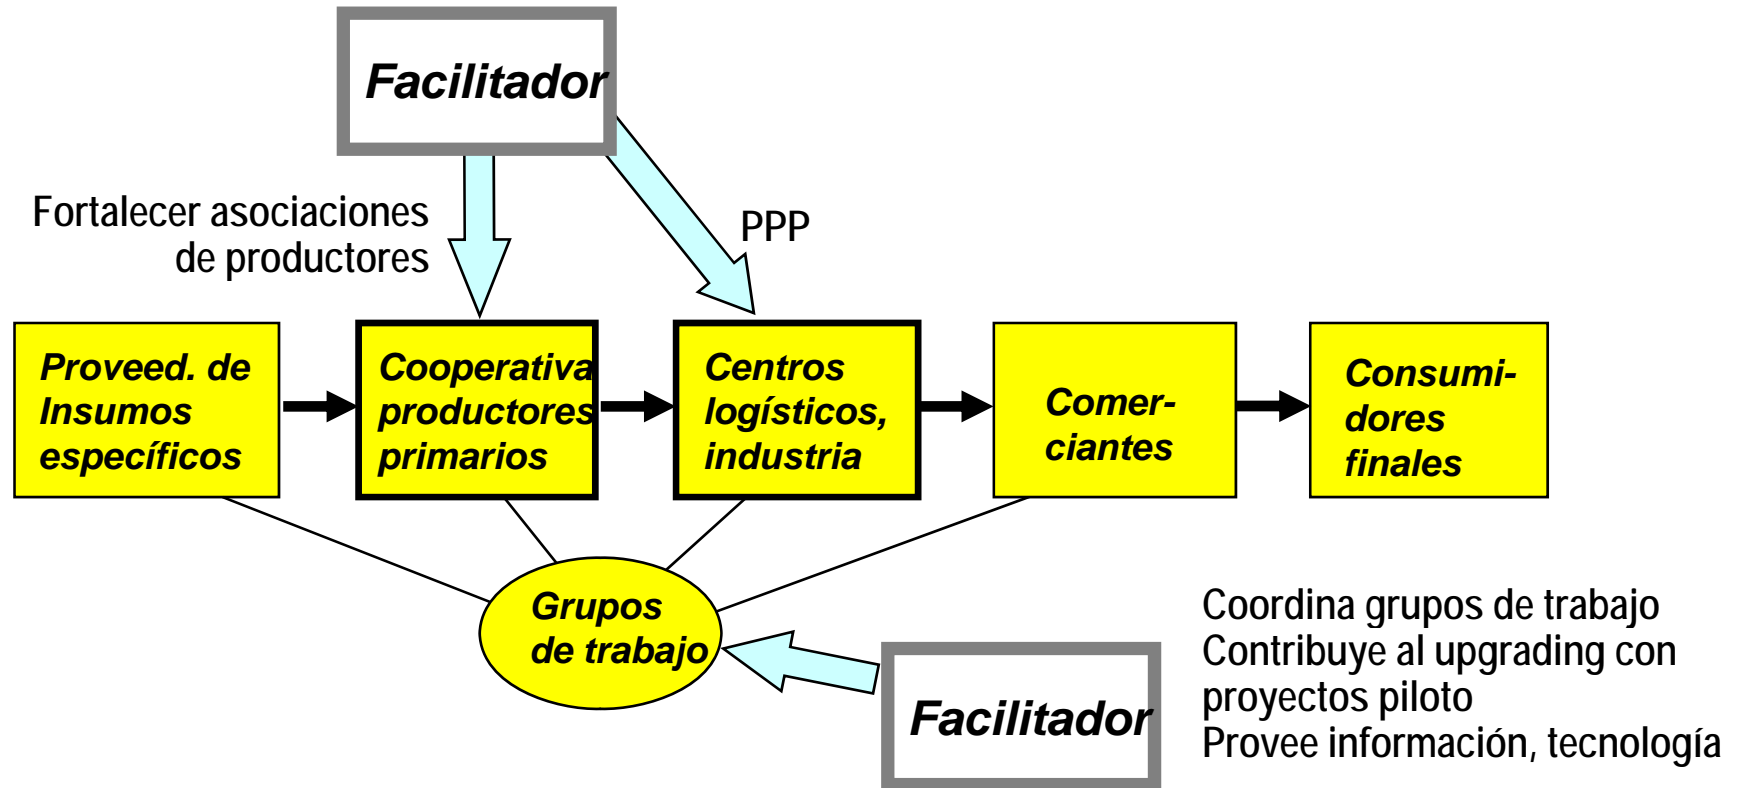 Facilitador
Fortalecer asociaciones
de productores
PPP
Proveed. de
Insumos
específicos
Cooperativa
productores
primarios
Centros
logísticos,
industria
Comer-
ciantes
Consumi-
dores
finales
Grupos
de trabajo
Facilitador
Coordina grupos de trabajo
Contribuye al upgrading con
proyectos piloto
Provee información, tecnología